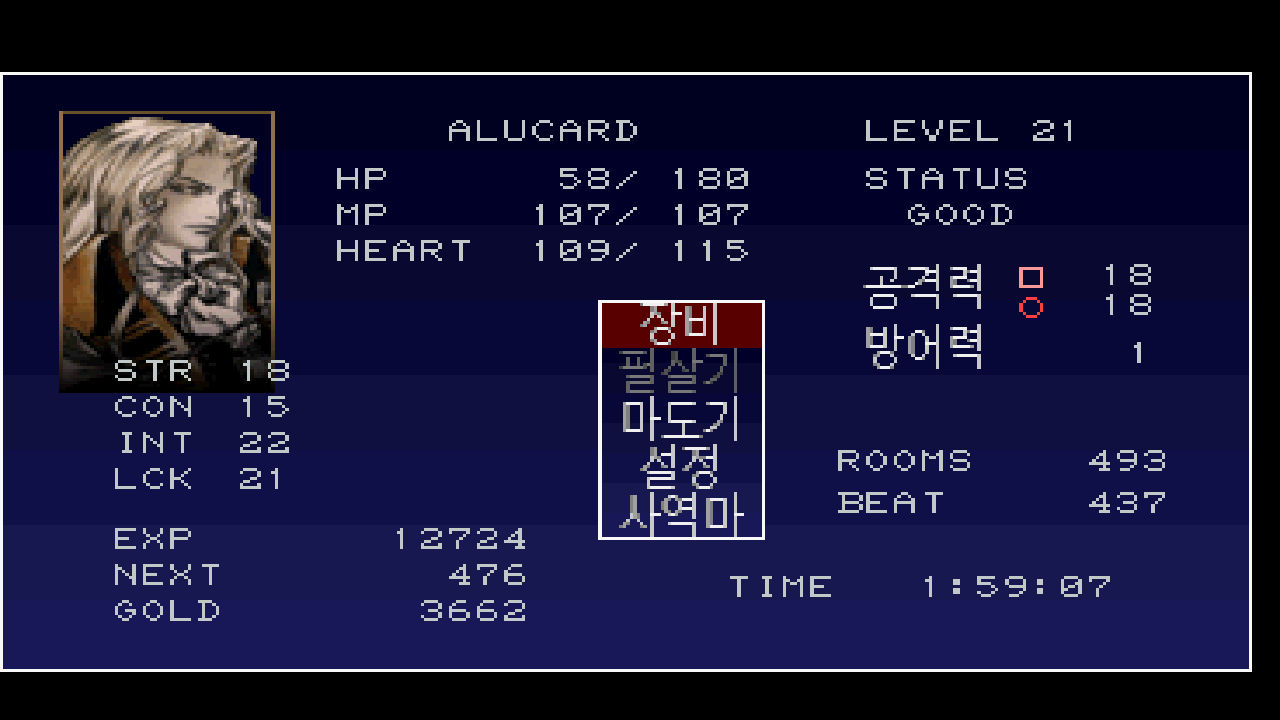 ALUCARD LEVEL 21
HP 58/ 180 STATUS
MP 107/ 107 GOOD
HEART 109/ 115
공격력 □ 18
○ 18
방어력 1
장비
필살기
마도기
설정
사역마
STR 18
CON 15
INT 22
LCK 21
ROOMS 493
BEAT 437
EXP 12724
NEXT 476
GOLD 3662
TIME 1:59:07